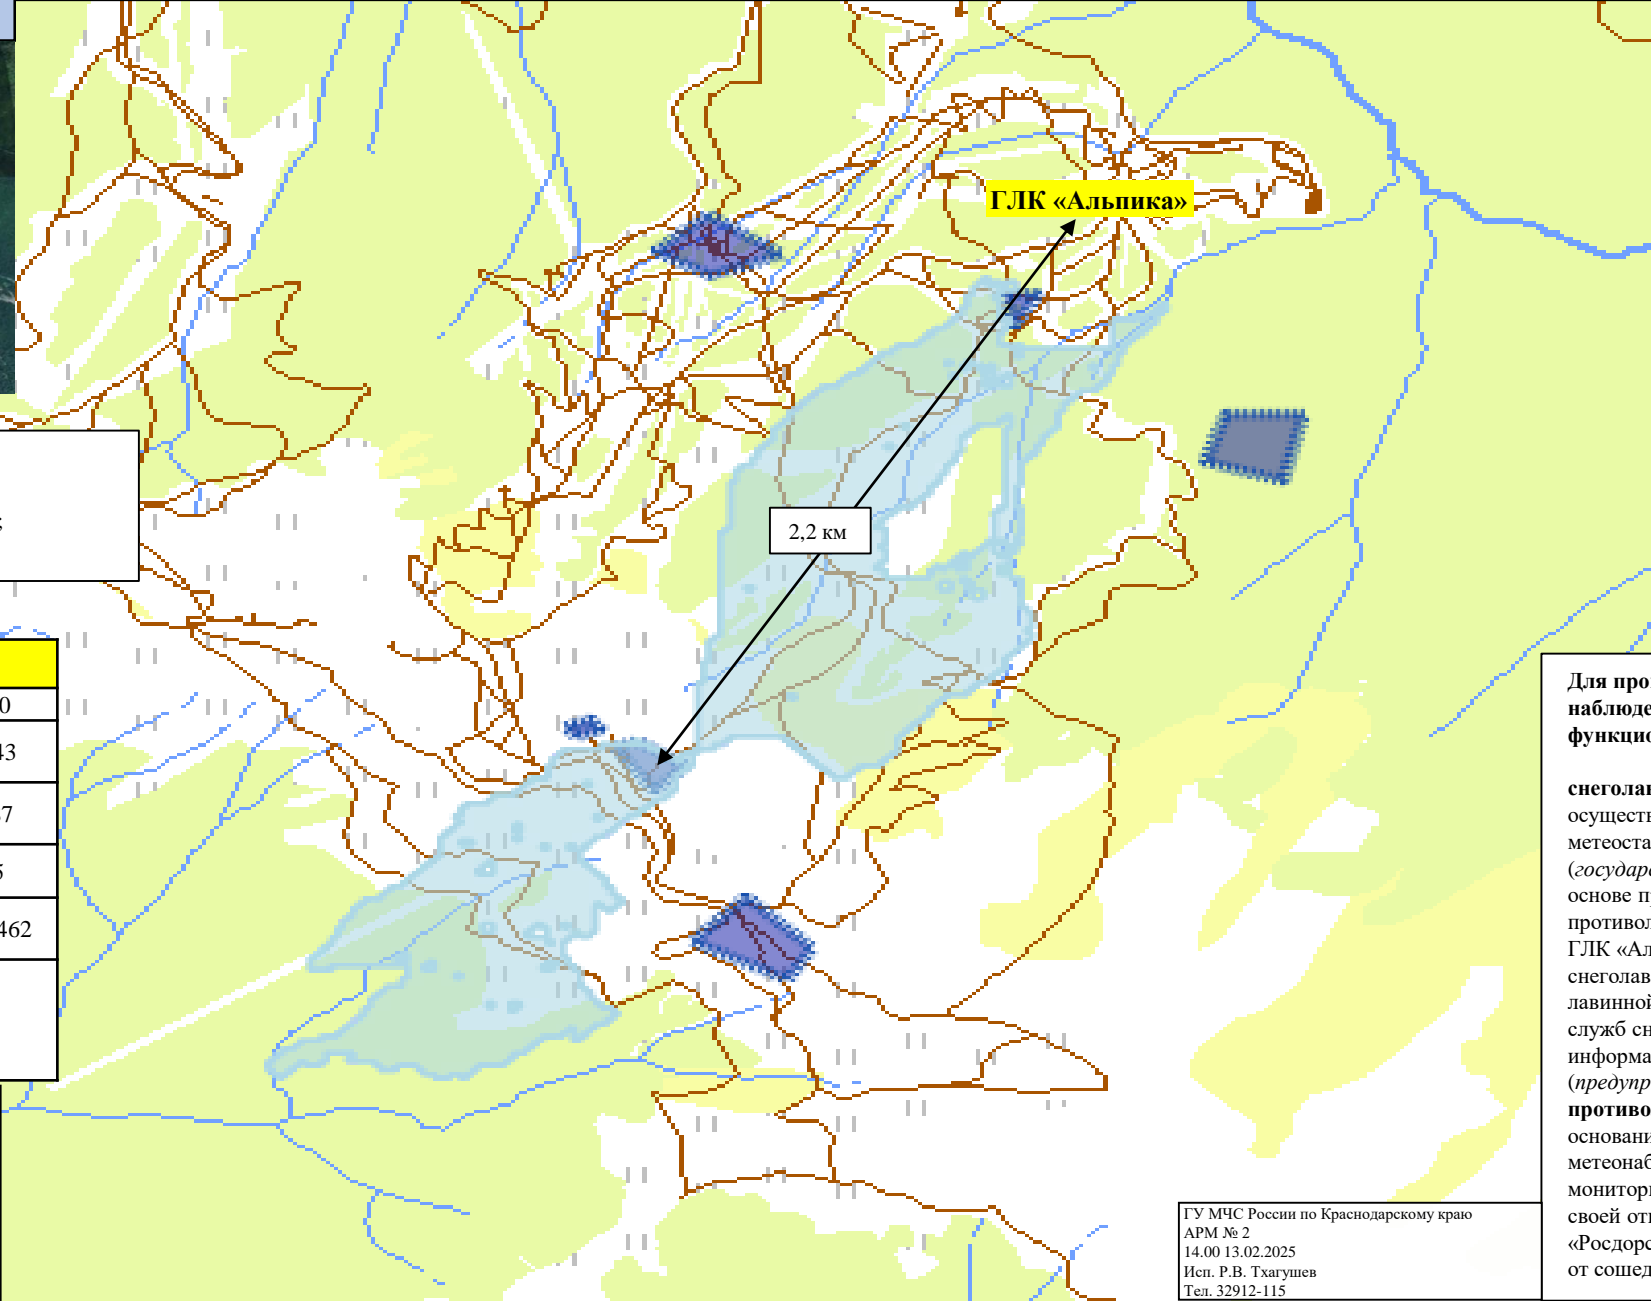 ГЛК «Альпика»
2,2 км
;
0
43
37
5
462
Для про
наблюде
функцио
снеголав
осуществ
метеоста
(государ
основе пр
противол
ГЛК «Ал
снеголав
лавинной
служб сн
информа
(предупр
противо
основани
метеонаб
монитори
своей отв
«Росдорс
от сошед
ГУ МЧС России по Краснодарскому краю
АРМ № 2
14.00 13.02.2025
Исп. Р.В. Тхагушев
Тел. 32912-115